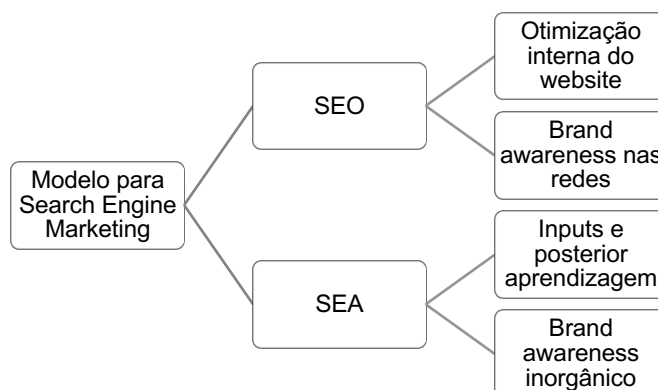 Modelo para
Search Engine
Marketing
SEO
Otimização
interna do
website
Brand
awareness nas
redes
SEA
Inputs e
posterior
aprendizagem
Brand
awareness
inorgânico